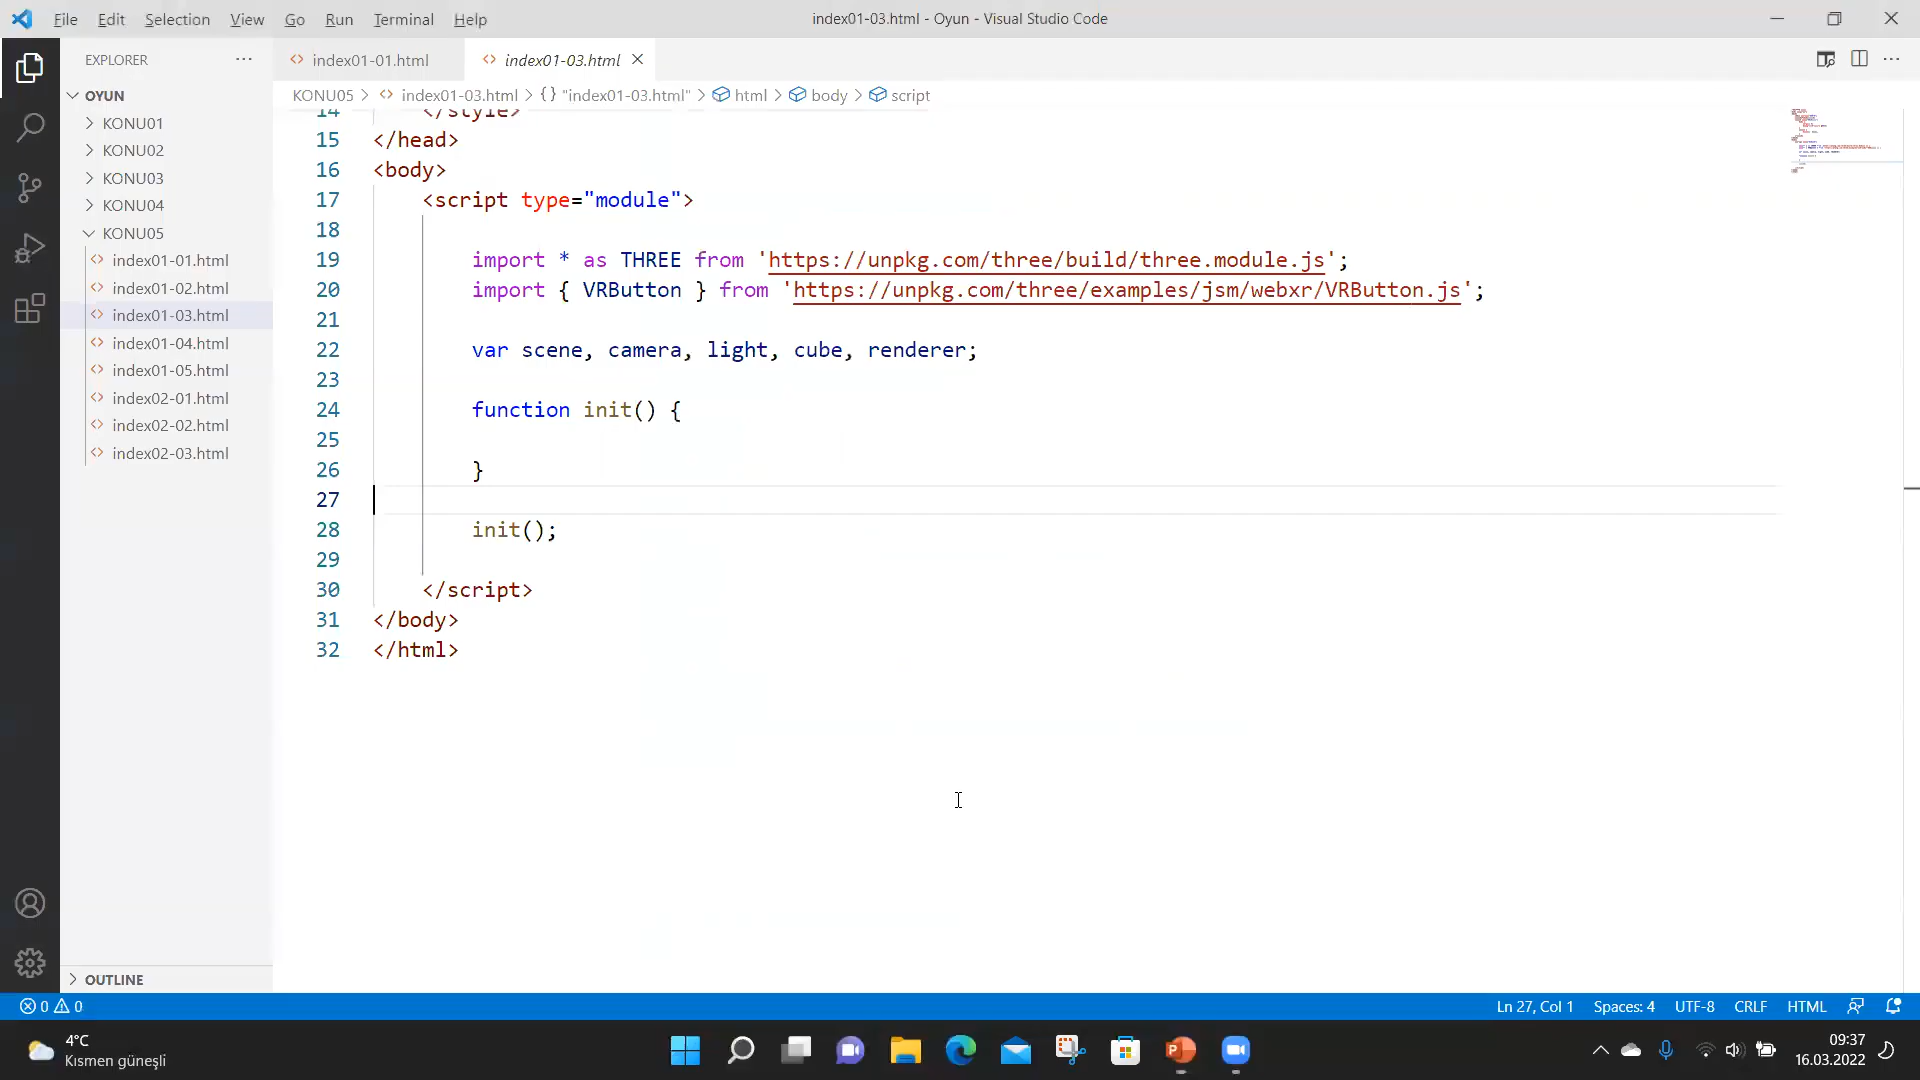 File Edit Selection View Go Run Terminal Help
index01-03.html - Oyun - Visual Studio Code
EXPLORER
index01-01.html
index01-03.html
OYUN
KONU05 > index01-03.html > {} "index01-03.html" > html > body > script
KONU01
KONU02
KONU03
KONU04
KONU05
index01-01.html
index01-02.html
index01-03.html
index01-04.html
index01-05.html
index02-01.html
index02-02.html
index02-03.html
OUTLINE
14 </style>
15 </head>
16 <body>
17 <script type="module">
18
19 import * as THREE from 'https://unpkg.com/three/build/three.module.js';
20 import { VRButton } from 'https://unpkg.com/three/examples/jsm/webxr/VRButton.js';
21
22 var scene, camera, light, cube, renderer;
23
24 function init() {
25
26 }
27
28 init();
29
30 </script>
31 </body>
32 </html>
0 0
Ln 27, Col 1 Spaces: 4 UTF-8 CRLF HTML
4°C
Kısmen güneşli
09:37
16.03.2022